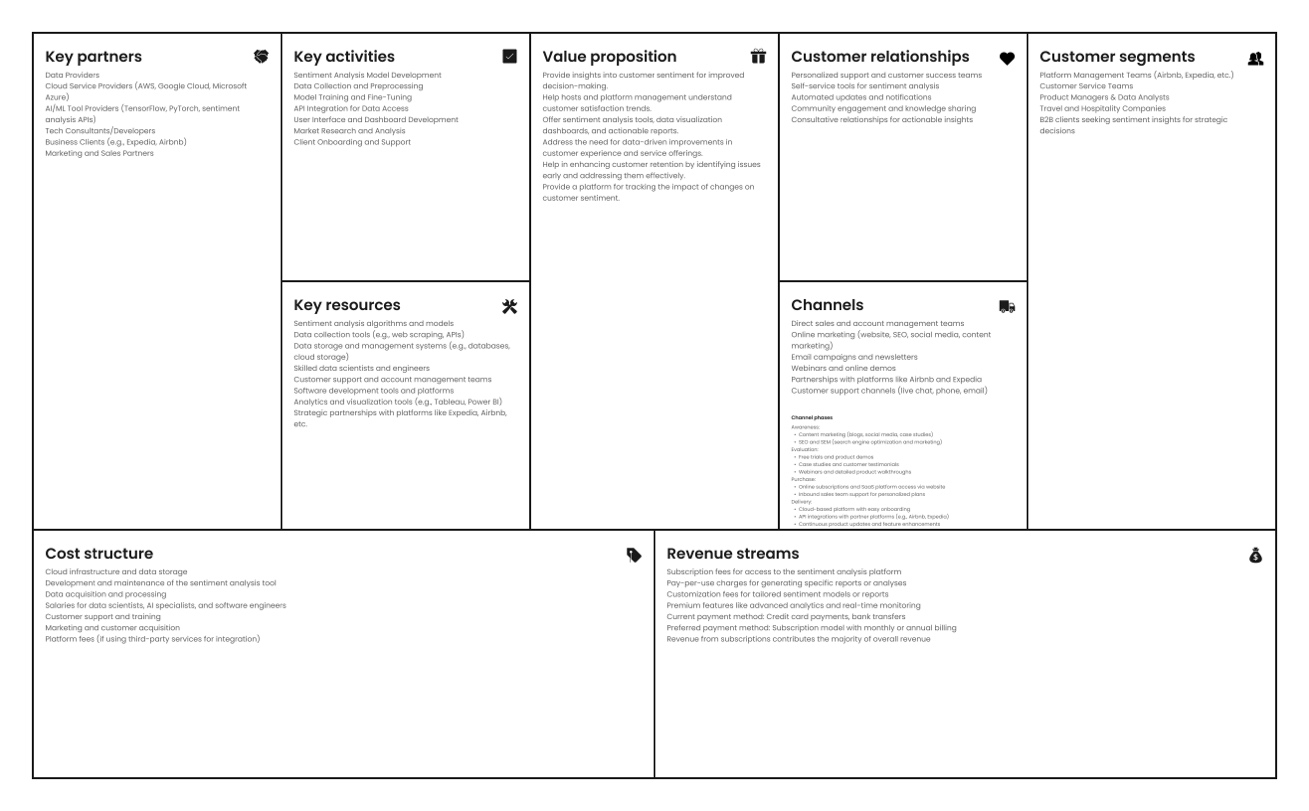 Key partners
Data Providers
Cloud Service Providers (AWS, Google Cloud, Microsoft
Azure)
AI/ML Tool Providers (TensorFlow, PyTorch, sentiment
analysis APIs)
Tech Consultants/Developers
Business Clients (e.g., Expedia, Airbnb)
Marketing and Sales Partners
Key activities
Sentiment Analysis Model Development
Data Collection and Preprocessing
Model Training and Fine-Tuning
API Integration for Data Access
User Interface and Dashboard Development
Market Research and Analysis
Client Onboarding and Support
Key resources
Sentiment analysis algorithms and models
Data collection tools (e.g., web scraping, APIs)
Data storage and management systems (e.g., databases,
cloud storage)
Skilled data scientists and engineers
Customer support and account management teams
Software development tools and platforms
Analytics and visualization tools (e.g., Tableau, Power BI)
Strategic partnerships with platforms like Expedia, Airbnb,
etc.
Value proposition
Provide insights into customer sentiment for improved
decision-making.
Help hosts and platform management understand
customer satisfaction trends.
Offer sentiment analysis tools, data visualization
dashboards, and actionable reports.
Address the need for data-driven improvements in
customer experience and service offerings.
Help in enhancing customer retention by identifying issues
early and addressing them effectively.
Provide a platform for tracking the impact of changes on
customer sentiment.
Customer relationships
Personalized support and customer success teams
Self-service tools for sentiment analysis
Automated updates and notifications
Community engagement and knowledge sharing
Consultative relationships for actionable insights
Channels
Direct sales and account management teams
Online marketing (website, SEO, social media, content
marketing)
Email campaigns and newsletters
Webinars and online demos
Partnerships with platforms like Airbnb and Expedia
Customer support channels (live chat, phone, email)
Channel phases
Awareness:
• Content marketing (blogs, social media, case studies)
• SEO and SEM (search engine optimization and marketing)
Evaluation:
• Free trials and product demos
• Case studies and customer testimonials
• Webinars and detailed product walkthroughs
Purchase:
• Online subscriptions and SaaS platform access via website
• Inbound sales team support for personalized plans
Delivery:
• Cloud-based platform with easy onboarding
• API integrations with partner platforms (e.g., Airbnb, Expedia)
• Continuous product updates and feature enhancements
Customer segments
Platform Management Teams (Airbnb, Expedia, etc.)
Customer Service Teams
Product Managers & Data Analysts
Travel and Hospitality Companies
B2B clients seeking sentiment insights for strategic
decisions
Cost structure
Cloud infrastructure and data storage
Development and maintenance of the sentiment analysis tool
Data acquisition and processing
Salaries for data scientists, AI specialists, and software engineers
Customer support and training
Marketing and customer acquisition
Platform fees (if using third-party services for integration)
Revenue streams
Subscription fees for access to the sentiment analysis platform
Pay-per-use charges for generating specific reports or analyses
Customization fees for tailored sentiment models or reports
Premium features like advanced analytics and real-time monitoring
Current payment method: Credit card payments, bank transfers
Preferred payment method: Subscription model with monthly or annual billing
Revenue from subscriptions contributes the majority of overall revenue